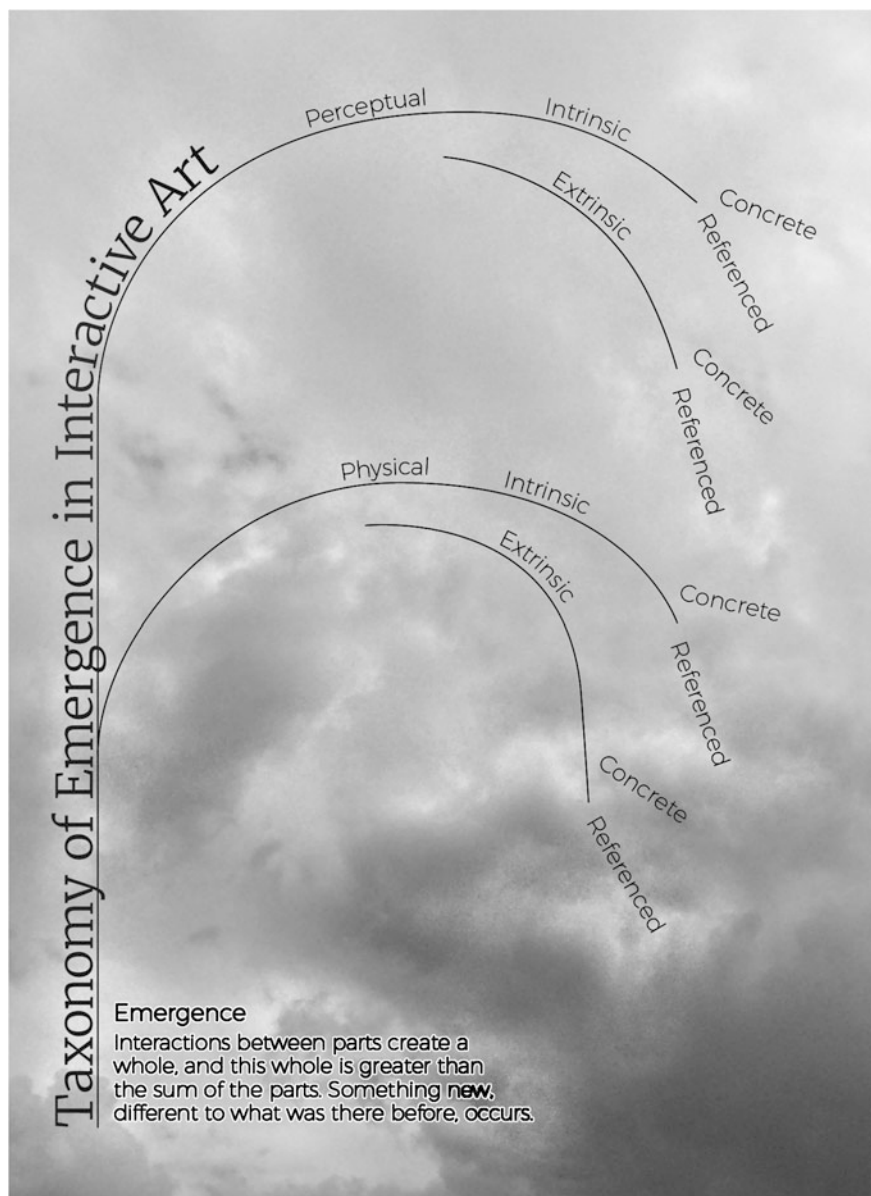 Taxonomy of Emergence in Interactive Art
Perceptual
Intrinsic
Concrete
Referenced
Extrinsic
Concrete
Referenced
Physical
Intrinsic
Concrete
Referenced
Extrinsic
Concrete
Referenced
Emergence
Interactions between parts create a
whole, and this whole is greater than
the sum of the parts. Something new,
different to what was there before, occurs.